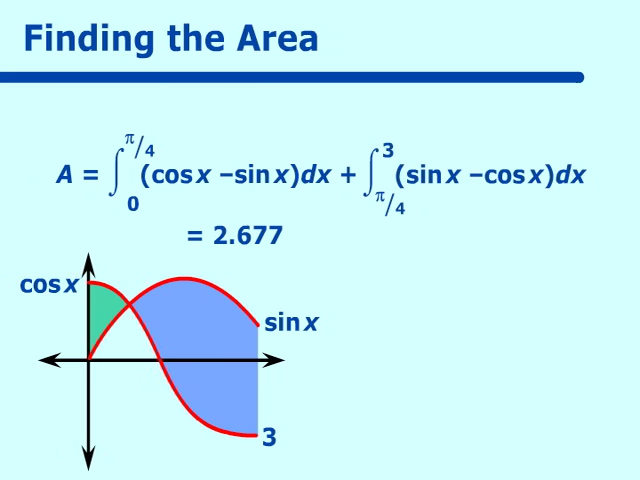 Finding the Area
A = ∫₀^(π/4) (cos x – sin x)dx + ∫_(π/4)^3 (sin x – cos x)dx
= 2.677
cos x
sin x
3